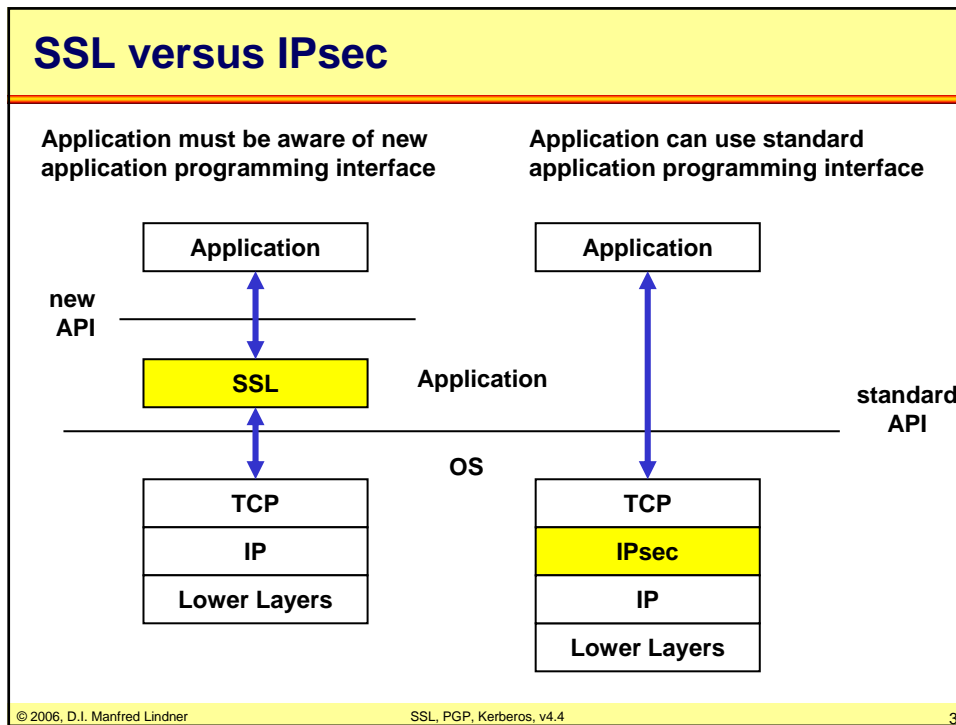 SSL versus IPsec
Application must be aware of new
application programming interface
Application can use standard
application programming interface
Application
Application
new
API
SSL
Application
standard
API
OS
TCP
IP
Lower Layers
TCP
IPsec
IP
Lower Layers
© 2006, D.I. Manfred Lindner
SSL, PGP, Kerberos, v4.4
3